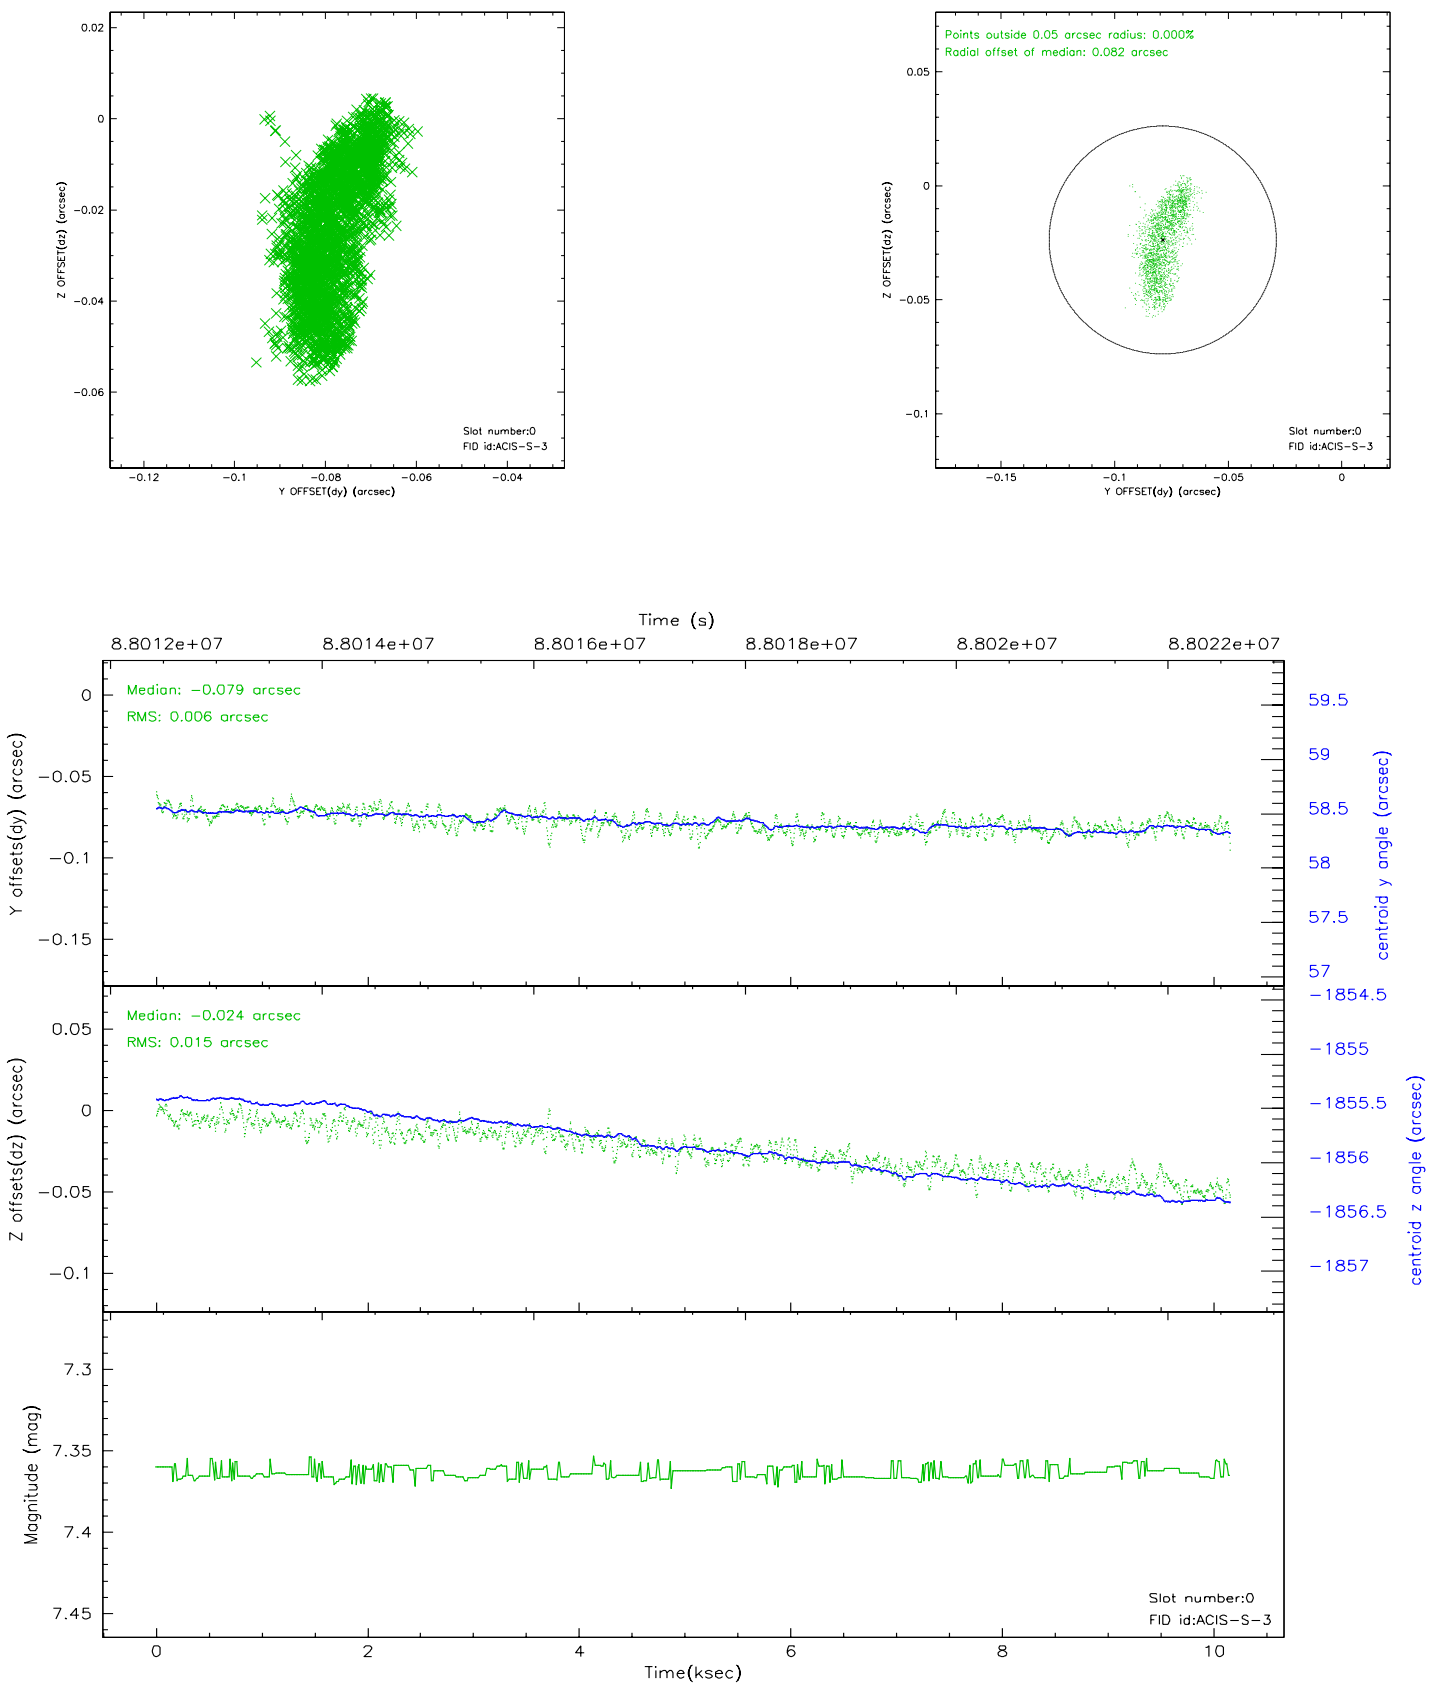 0.02
0
-0.02
-0.04
-0.06
Z OFFSET(dz) (arcsec)
-0.12
-0.1
-0.08
-0.06
-0.04
Y OFFSET(dy) (arcsec)
Slot number:0
FID id:ACIS-S-3
Points outside 0.05 arcsec radius: 0.000%
Radial offset of median: 0.082 arcsec
0.05
0
-0.05
-0.1
Z OFFSET(dz) (arcsec)
-0.15
-0.1
-0.05
0
Y OFFSET(dy) (arcsec)
Slot number:0
FID id:ACIS-S-3
Time (s)
8.8012e+07
8.8014e+07
8.8016e+07
8.8018e+07
8.802e+07
8.8022e+07
Median: -0.079 arcsec
RMS: 0.006 arcsec
0
-0.05
-0.1
-0.15
Y offsets(dy) (arcsec)
59.5
59
58.5
58
57.5
57
centroid y angle (arcsec)
Median: -0.024 arcsec
RMS: 0.015 arcsec
0.05
0
-0.05
-0.1
Z offsets(dz) (arcsec)
-1854.5
-1855
-1855.5
-1856
-1856.5
-1857
centroid z angle (arcsec)
7.3
7.35
7.4
7.45
Magnitude (mag)
Slot number:0
FID id:ACIS-S-3
0
2
4
6
8
10
Time(ksec)